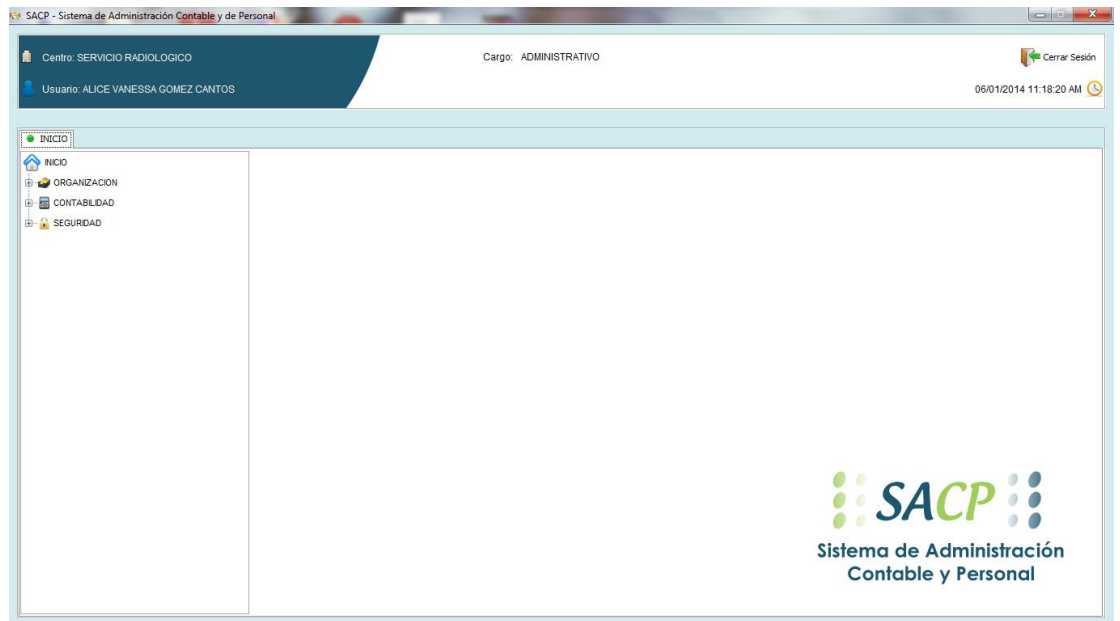 SACP - Sistema de Administración Contable y de Personal
Centro: SERVICIO RADIOLOGICO
Cargo: ADMINISTRATIVO
Cerrar Sesión
Usuario: ALICE VANESSA GOMEZ CANTOS
06/01/2014 11:18:20 AM
INICIO
INICIO
ORGANIZACION
CONTABILIDAD
SEGURIDAD
SACP
Sistema de Administración
Contable y Personal